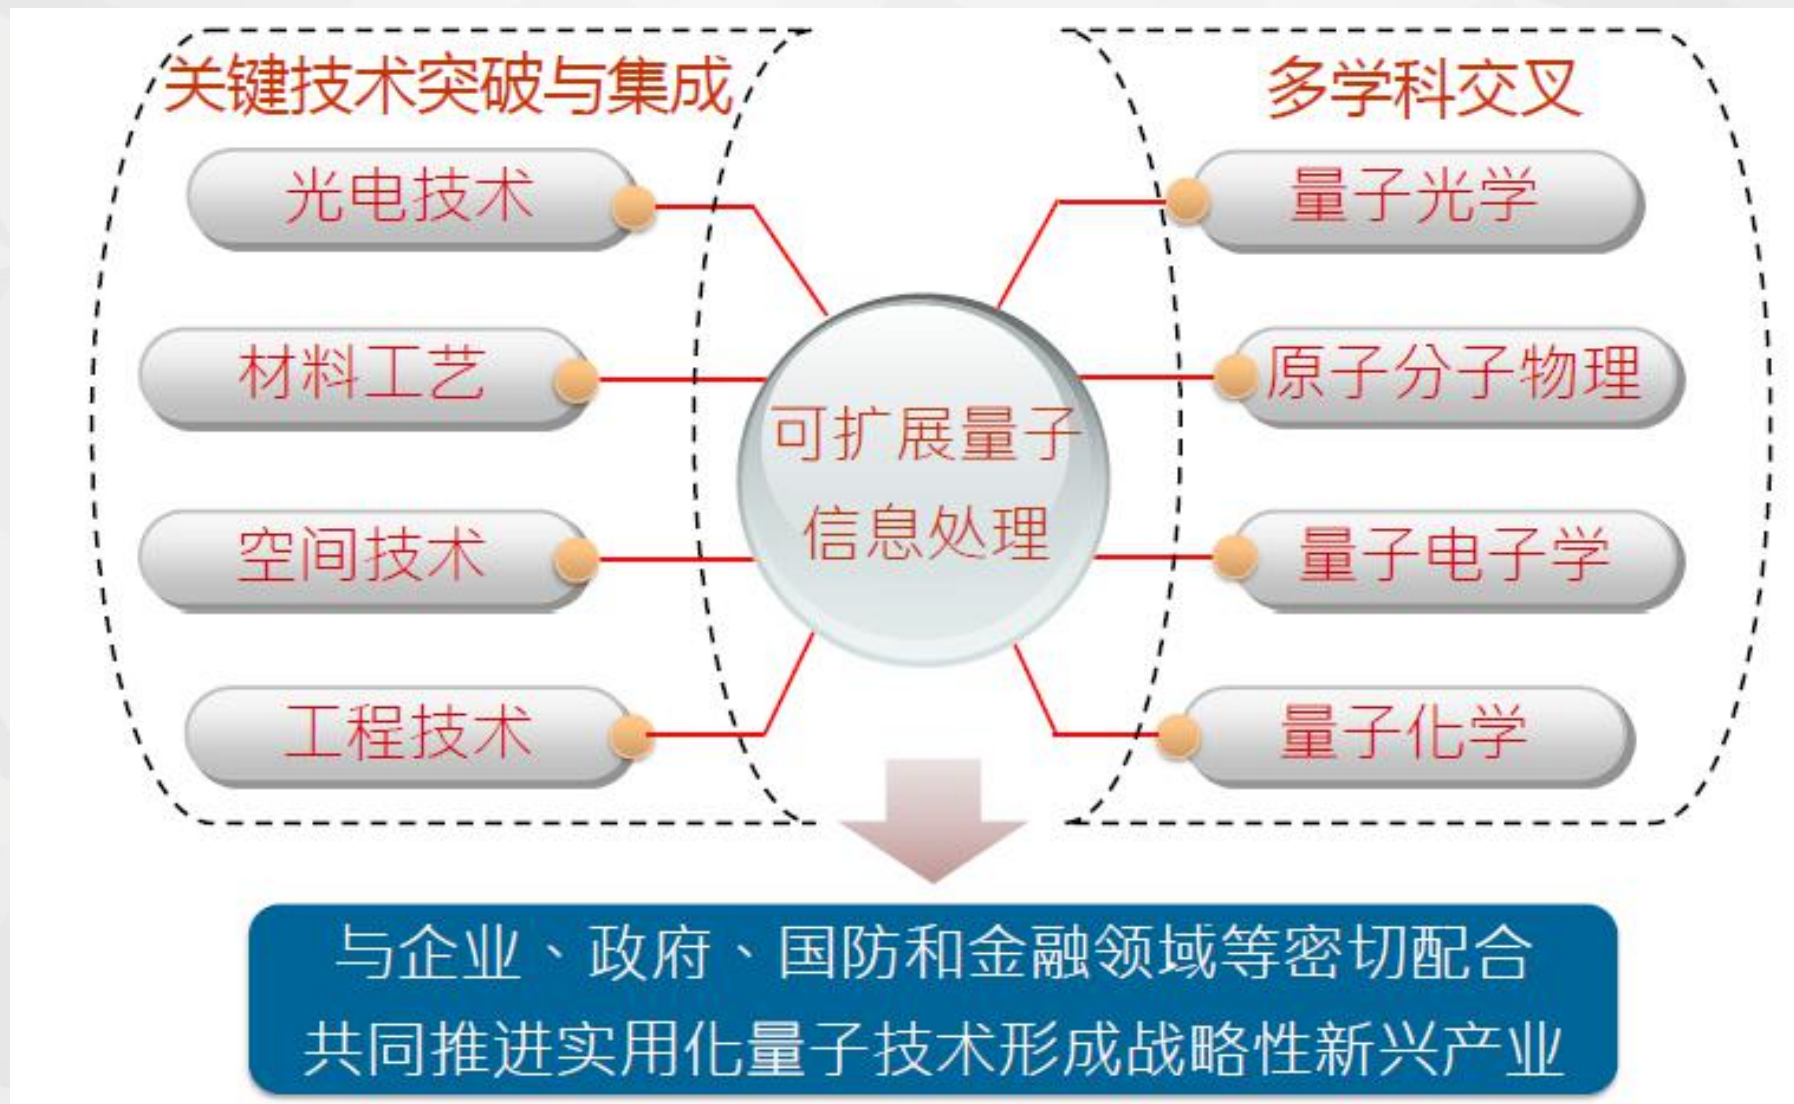 关键技术突破与集成
光电技术
材料工艺
空间技术
工程技术
可扩展量子
信息处理
多学科交叉
量子光学
原子分子物理
量子电子学
量子化学
与企业、政府、国防和金融领域等密切配合
共同推进实用化量子技术形成战略性新兴产业